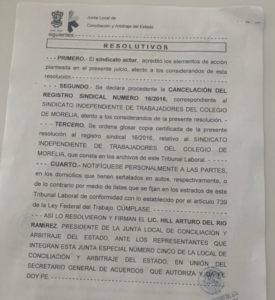 Junta Local de
Conciliación y Arbitraje del Estado
siguientes
RESOLUTIVOS
- - - PRIMERO.- El sindicato actor, acreditó los elementos de acción
planteada en el presente juicio, atento a los considerandos de esta
resolución.
- - - SEGUNDO.- Se declara procedente la CANCELACIÓN DEL
REGISTRO SINDICAL NÚMERO 16/2016, correspondiente al
SINDICATO INDEPENDIENTE DE TRABAJADORES DEL COLEGIO
DE MORELIA, atento a los considerandos de la presente resolución. -
- - - TERCERO. Se ordena glosar copia certificada de la presente
resolución al registro sindical 16/2016, relativo al SINDICATO
INDEPENDIENTE DE TRABAJADORES DEL COLEGIO DE
MORELIA, que consta en los archivos de este Tribunal Laboral. - -
- - - CUARTO.- NOTIFÍQUESE PERSONALMENTE A LAS PARTES,
en los domicilios que tienen señalados en autos, respectivamente, o
de lo contrario por medio de listas que se fijan en los estrados de este
Tribunal Laboral de conformidad con lo establecido por el artículo 739
de la Ley Federal del Trabajo. CÚMPLASE. - -
- - - ASÍ LO RESOLVIERON Y FIRMAN EL LIC. HILL ARTURO DEL RIO
RAMÍREZ, PRESIDENTE DE LA JUNTA LOCAL DE CONCILIACIÓN Y
ARBITRAJE DEL ESTADO, ANTE LOS REPRESENTANTES QUE
INTEGRAN ESTA JUNTA ESPECIAL NÚMERO CINCO DE LA LOCAL DE
CONCILIACIÓN Y ARBITRAJE DEL ESTADO, EN UNIÓN DEL
SECRETARIO GENERAL DE ACUERDOS QUE AUTORIZA Y DA FE.
DOY FE.